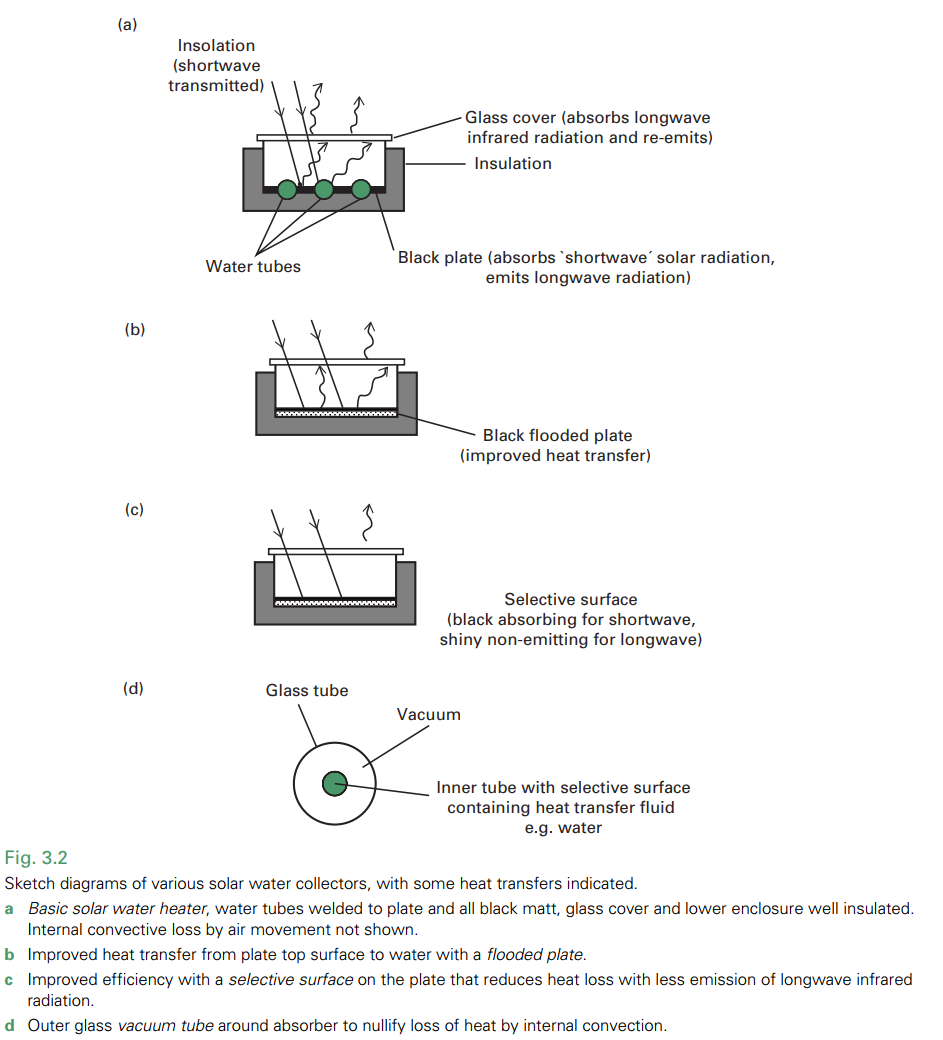 (a)
Insolation
(shortwave
transmitted)
Glass cover (absorbs longwave
infrared radiation and re-emits)
Insulation
Water tubes
Black plate (absorbs `shortwave´ solar radiation,
emits longwave radiation)
(b)
Black flooded plate
(improved heat transfer)
(c)
Selective surface
(black absorbing for shortwave,
shiny non-emitting for longwave)
(d)
Glass tube
Vacuum
Inner tube with selective surface
containing heat transfer fluid
e.g. water
Fig. 3.2
Sketch diagrams of various solar water collectors, with some heat transfers indicated.
a Basic solar water heater, water tubes welded to plate and all black matt, glass cover and lower enclosure well insulated.
Internal convective loss by air movement not shown.
b Improved heat transfer from plate top surface to water with a flooded plate.
c Improved efficiency with a selective surface on the plate that reduces heat loss with less emission of longwave infrared
radiation.
d Outer glass vacuum tube around absorber to nullify loss of heat by internal convection.